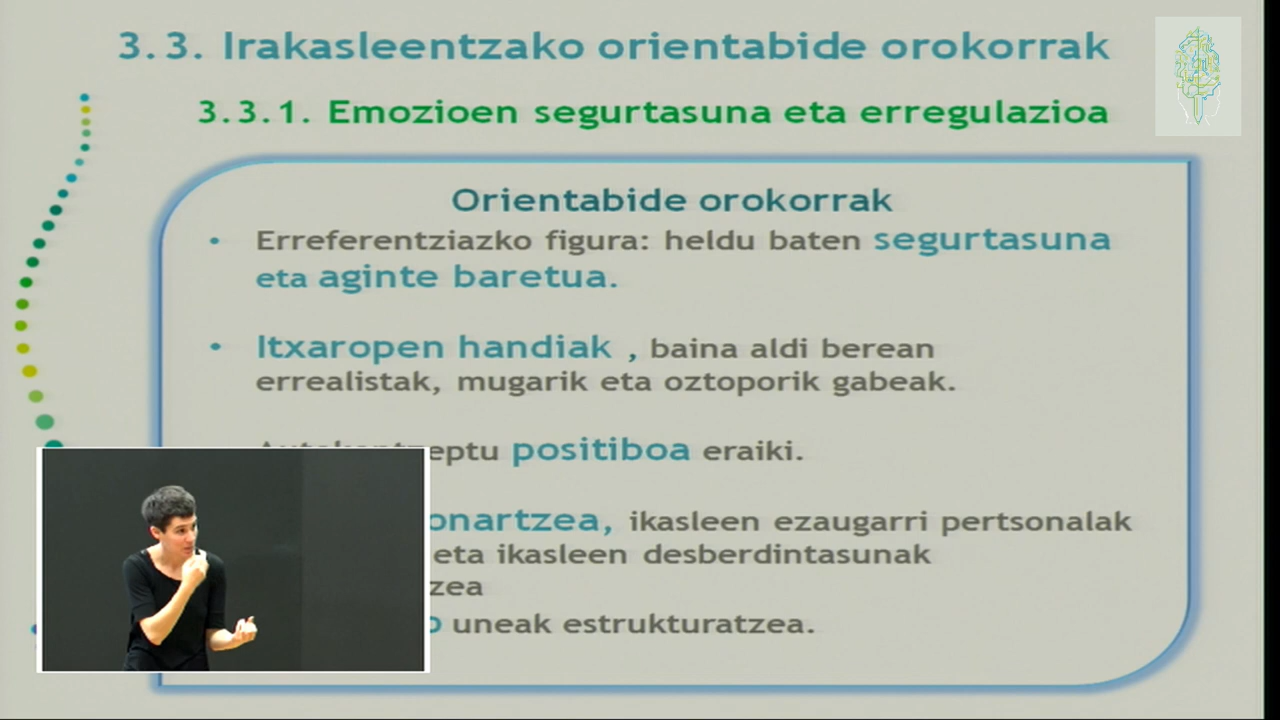 3.3. Irakasleentzako orientabide orokorrak
3.3.1. Emozioen segurtasuna eta erregulazioa
Orientabide orokorrak
• Erreferentziazko figura: heldu baten segurtasuna
eta aginte baretua.
• Itxaropen handiak , baina aldi berean
errealistak, mugarik eta oztoporik gabeak.
positiboa eraiki.
onartzea, ikasleen ezaugarri pertsonalak
eta ikasleen desberdintasunak
uneak estrukturatzea.